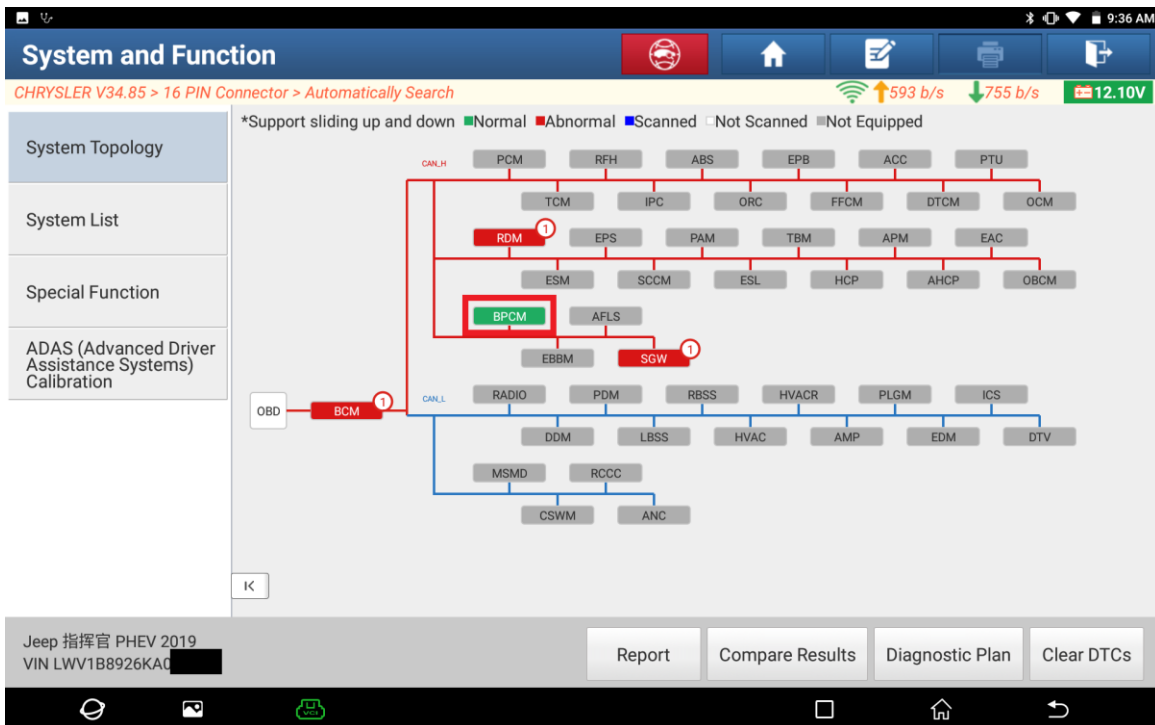 9:36 AM
System and Function
CHRYSLER V34.85 > 16 PIN Connector > Automatically Search
593 b/s 755 b/s 12.10V
System Topology
System List
Special Function
ADAS (Advanced Driver
Assistance Systems)
Calibration
*Support sliding up and down Normal Abnormal Scanned Not Scanned Not Equipped
CAN_H PCM RFH ABS EPB ACC PTU
TCM IPC ORC FFCM DTCM OCM
RDM 1 EPS PAM TBM APM EAC
ESM SCCM ESL HCP AHCP OBCM
BPCM AFLS
EBBM SGW 1
OBD BCM 1 CAN_L RADIO PDM RBSS HVACR PLGM ICS
DDM LBSS HVAC AMP EDM DTV
MSMD RCCC
CSWM ANC
Jeep 指挥官 PHEV 2019
VIN LWV1B8926KA0
Report Compare Results Diagnostic Plan Clear DTCs
VCI